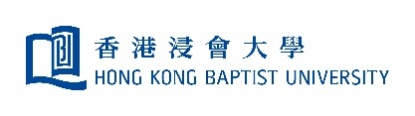 香港浸會大學
HONG KONG BAPTIST UNIVERSITY